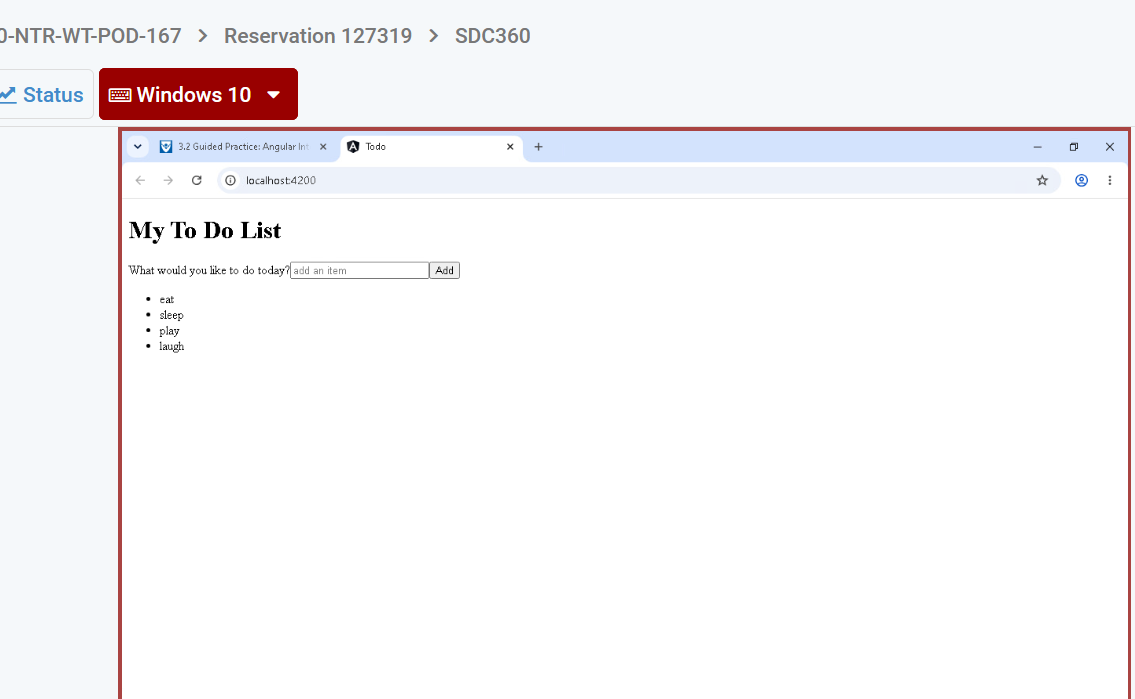 0-NTR-WT-POD-167 > Reservation 127319 > SDC360
Status
Windows 10
3.2 Guided Practice: Angular Int
Todo
localhost:4200
My To Do List
What would you like to do today? add an item Add
eat
sleep
play
laugh